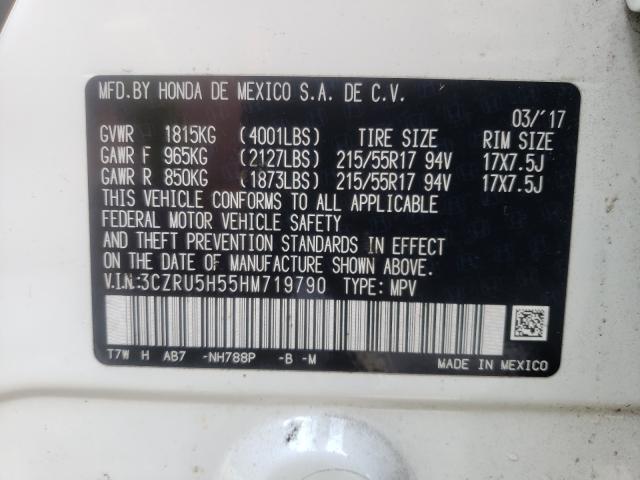 MFD.BY HONDA DE MEXICO S.A. DE C.V.
03/'17
GVWR 1815KG (4001LBS) TIRE SIZE RIM SIZE
GAWR F 965KG (2127LBS) 215/55R17 94V 17X7.5J
GAWR R 850KG (1873LBS) 215/55R17 94V 17X7.5J
THIS VEHICLE CONFORMS TO ALL APPLICABLE
FEDERAL MOTOR VEHICLE SAFETY
AND THEFT PREVENTION STANDARDS IN EFFECT
ON THE DATE OF MANUFACTURE SHOWN ABOVE.
V.I.N:3CZRU5H55HM719790 TYPE: MPV
T7W H AB7 -NH788P -B -M
MADE IN MEXICO